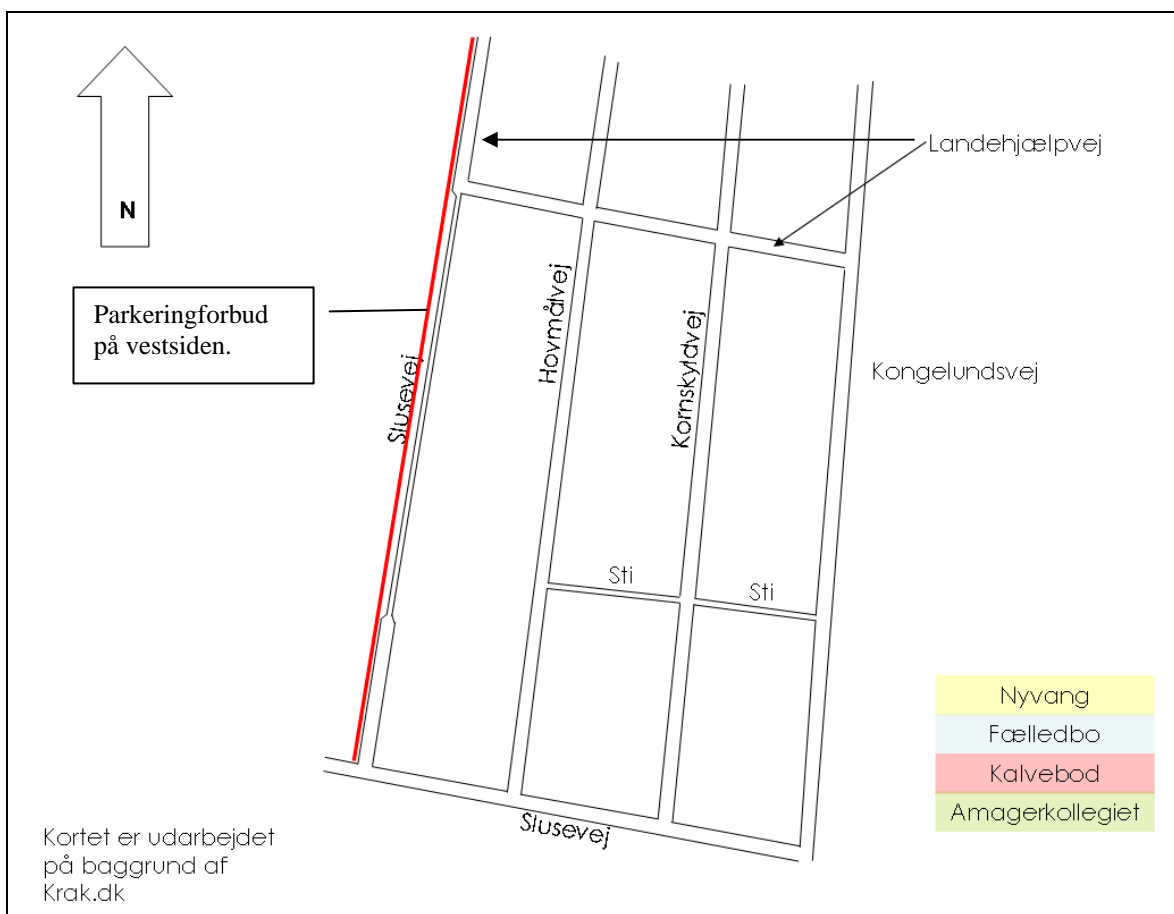 N
Landehjælpvej
Parkeringforbud
på vestsiden.
Slusevej
Hovmålvej
Kornskyldvej
Kongelundsvej
Sti
Sti
Slusevej
Nyvang
Fælledbo
Kalvebod
Amagerkollegiet
Kortet er udarbejdet
på baggrund af
Krak.dk